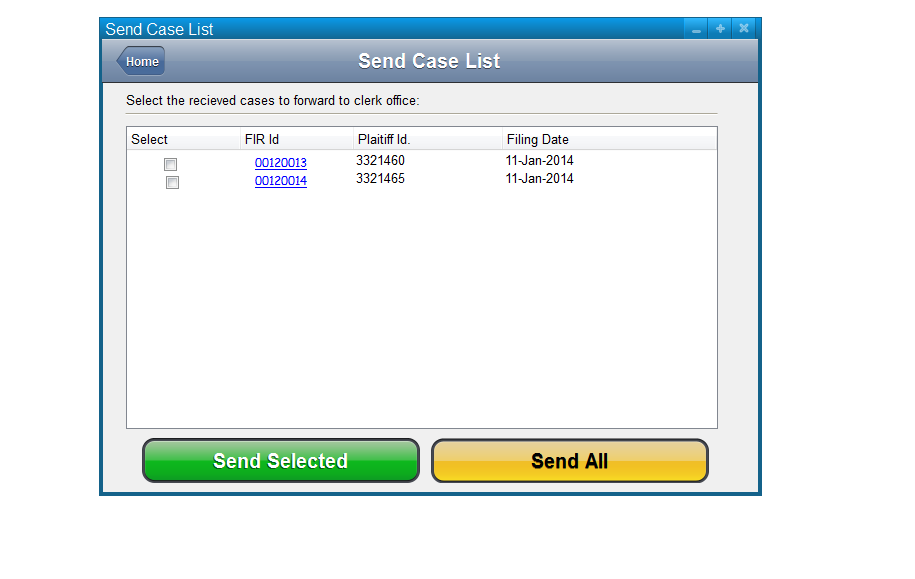 Send Case List
Home
Send Case List
Select the recieved cases to forward to clerk office:
Select FIR Id Plaitiff Id. Filing Date
00120013 3321460 11-Jan-2014
00120014 3321465 11-Jan-2014
Send Selected Send All